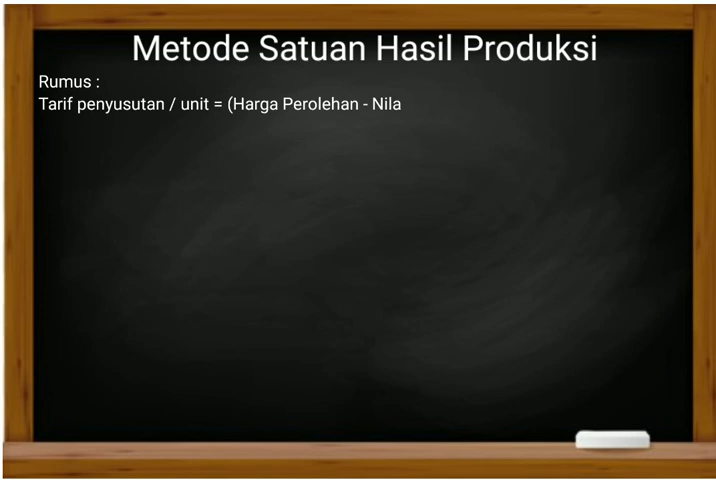 Metode Satuan Hasil Produksi
Rumus :
Tarif penyusutan / unit = (Harga Perolehan - Nila